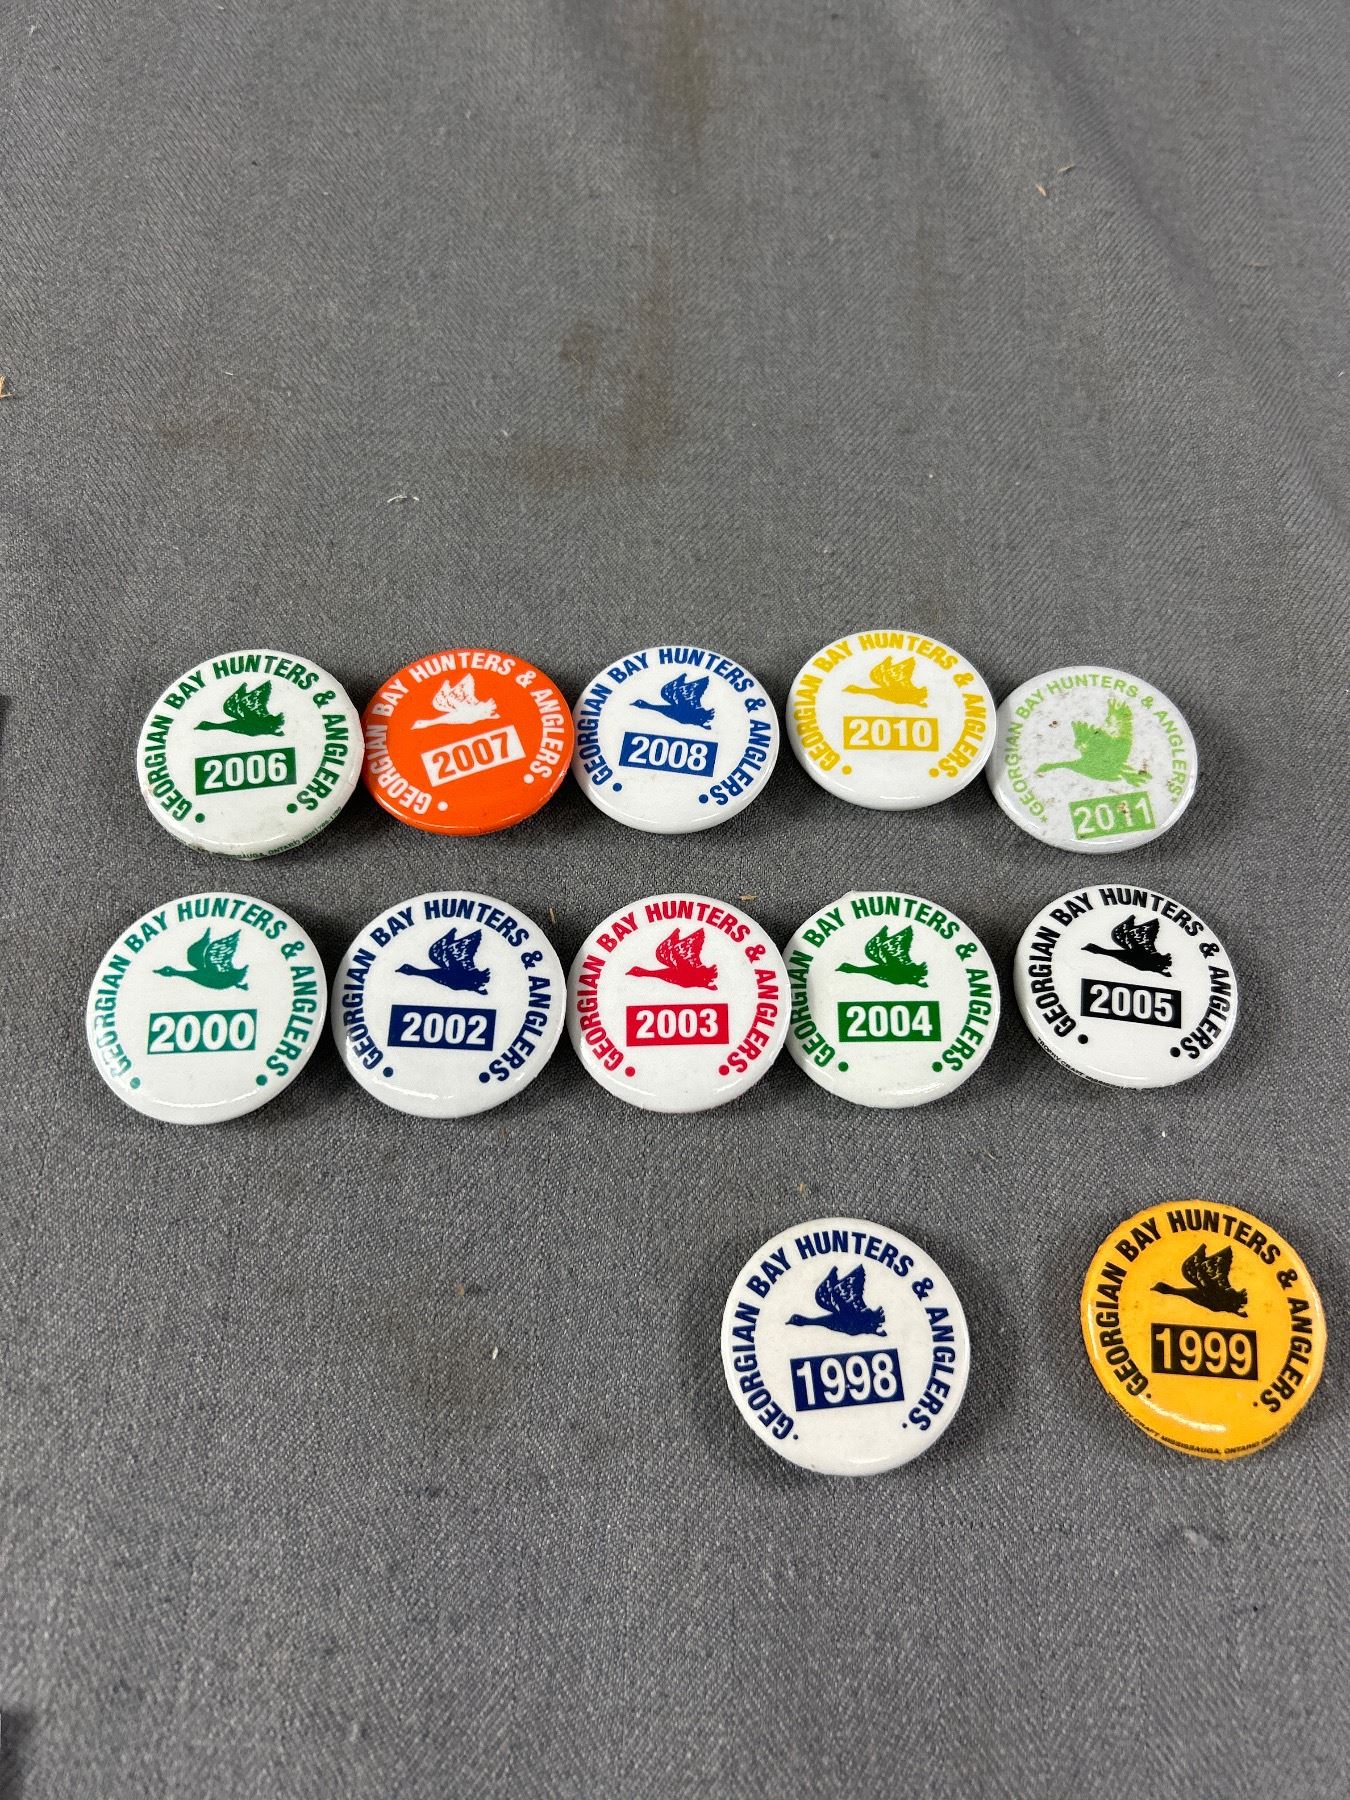 GEORGIAN BAY HUNTERS & ANGLERS
2006
GEORGIAN BAY HUNTERS & ANGLERS
2007
GEORGIAN BAY HUNTERS & ANGLERS
2008
GEORGIAN BAY HUNTERS & ANGLERS
2010
GEORGIAN BAY HUNTERS & ANGLERS
2011
GEORGIAN BAY HUNTERS & ANGLERS
2000
GEORGIAN BAY HUNTERS & ANGLERS
2002
GEORGIAN BAY HUNTERS & ANGLERS
2003
GEORGIAN BAY HUNTERS & ANGLERS
2004
GEORGIAN BAY HUNTERS & ANGLERS
2005
GEORGIAN BAY HUNTERS & ANGLERS
1998
GEORGIAN BAY HUNTERS & ANGLERS
1999
CRAFT MISSISSAUGA, ONTARIO